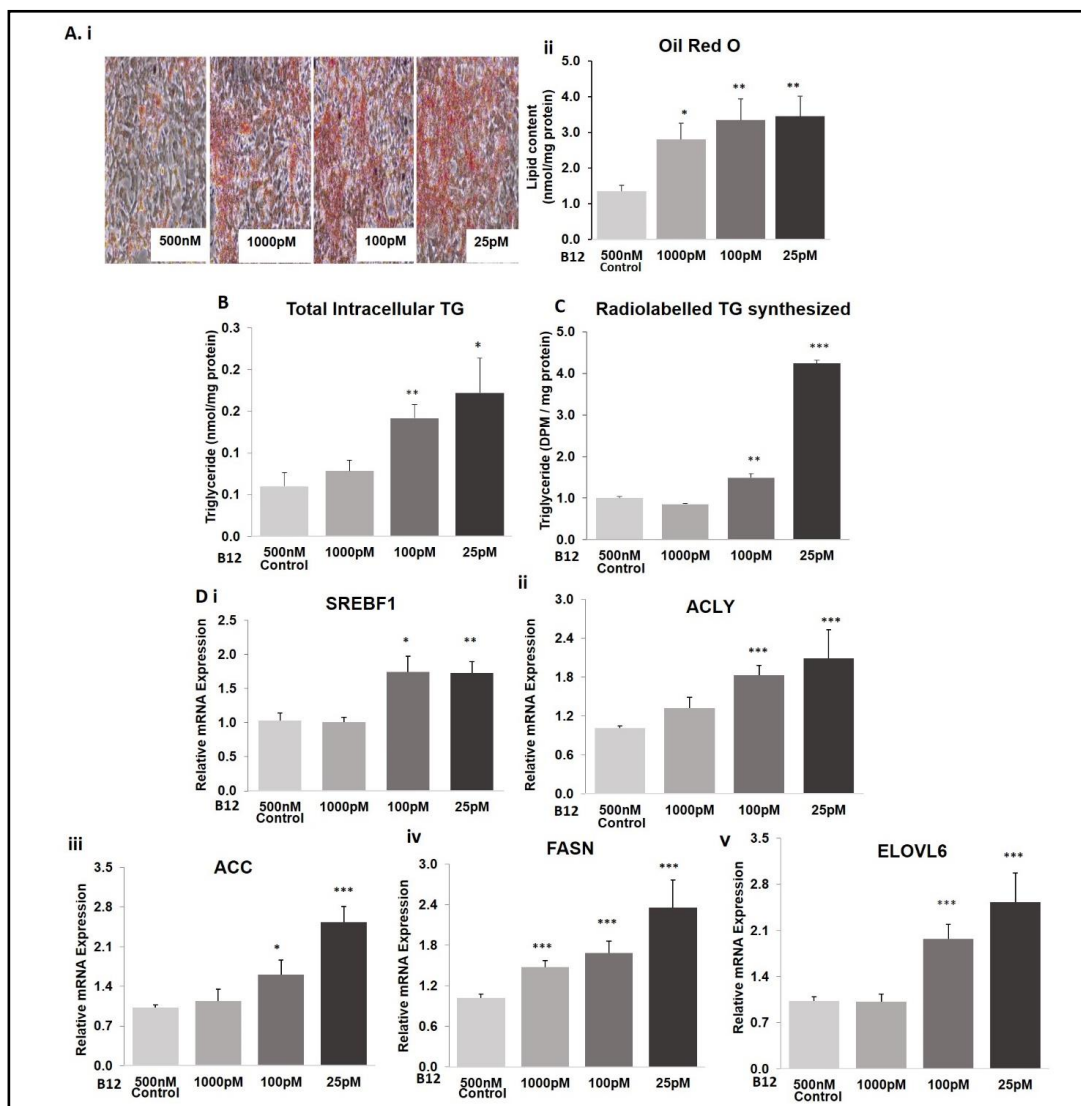 A. i
500nM
1000pM
100pM
25pM
ii
Oil Red O
Lipid content
(nmol/mg protein)
5.0
4.0
3.0
2.0
1.0
0.0
*
**
**
B12
500nM
Control
1000pM
100pM
25pM
B
Total Intracellular TG
Triglyceride (nmol/mg protein)
0.3
0.2
0.2
0.1
0.1
0.0
**
*
B12
500nM
Control
1000pM
100pM
25pM
C
Radiolabelled TG synthesized
Triglyceride (DPM / mg protein)
5.0
4.0
3.0
2.0
1.0
0.0
**
***
B12
500nM
Control
1000pM
100pM
25pM
D i
SREBF1
Relative mRNA Expression
2.5
2.0
1.5
1.0
0.5
0.0
*
**
B12
500nM
Control
1000pM
100pM
25pM
ii
ACLY
Relative mRNA Expression
3.0
2.4
1.8
1.2
0.6
0.0
***
***
B12
500nM
Control
1000pM
100pM
25pM
iii
ACC
Relative mRNA Expression
3.5
2.8
2.1
1.4
0.7
0.0
*
***
B12
500nM
Control
1000pM
100pM
25pM
iv
FASN
Relative mRNA Expression
3.0
2.4
1.8
1.2
0.6
0.0
***
***
***
B12
500nM
Control
1000pM
100pM
25pM
v
ELOVL6
Relative mRNA Expression
3.5
2.8
2.1
1.4
0.7
0.0
***
***
B12
500nM
Control
1000pM
100pM
25pM